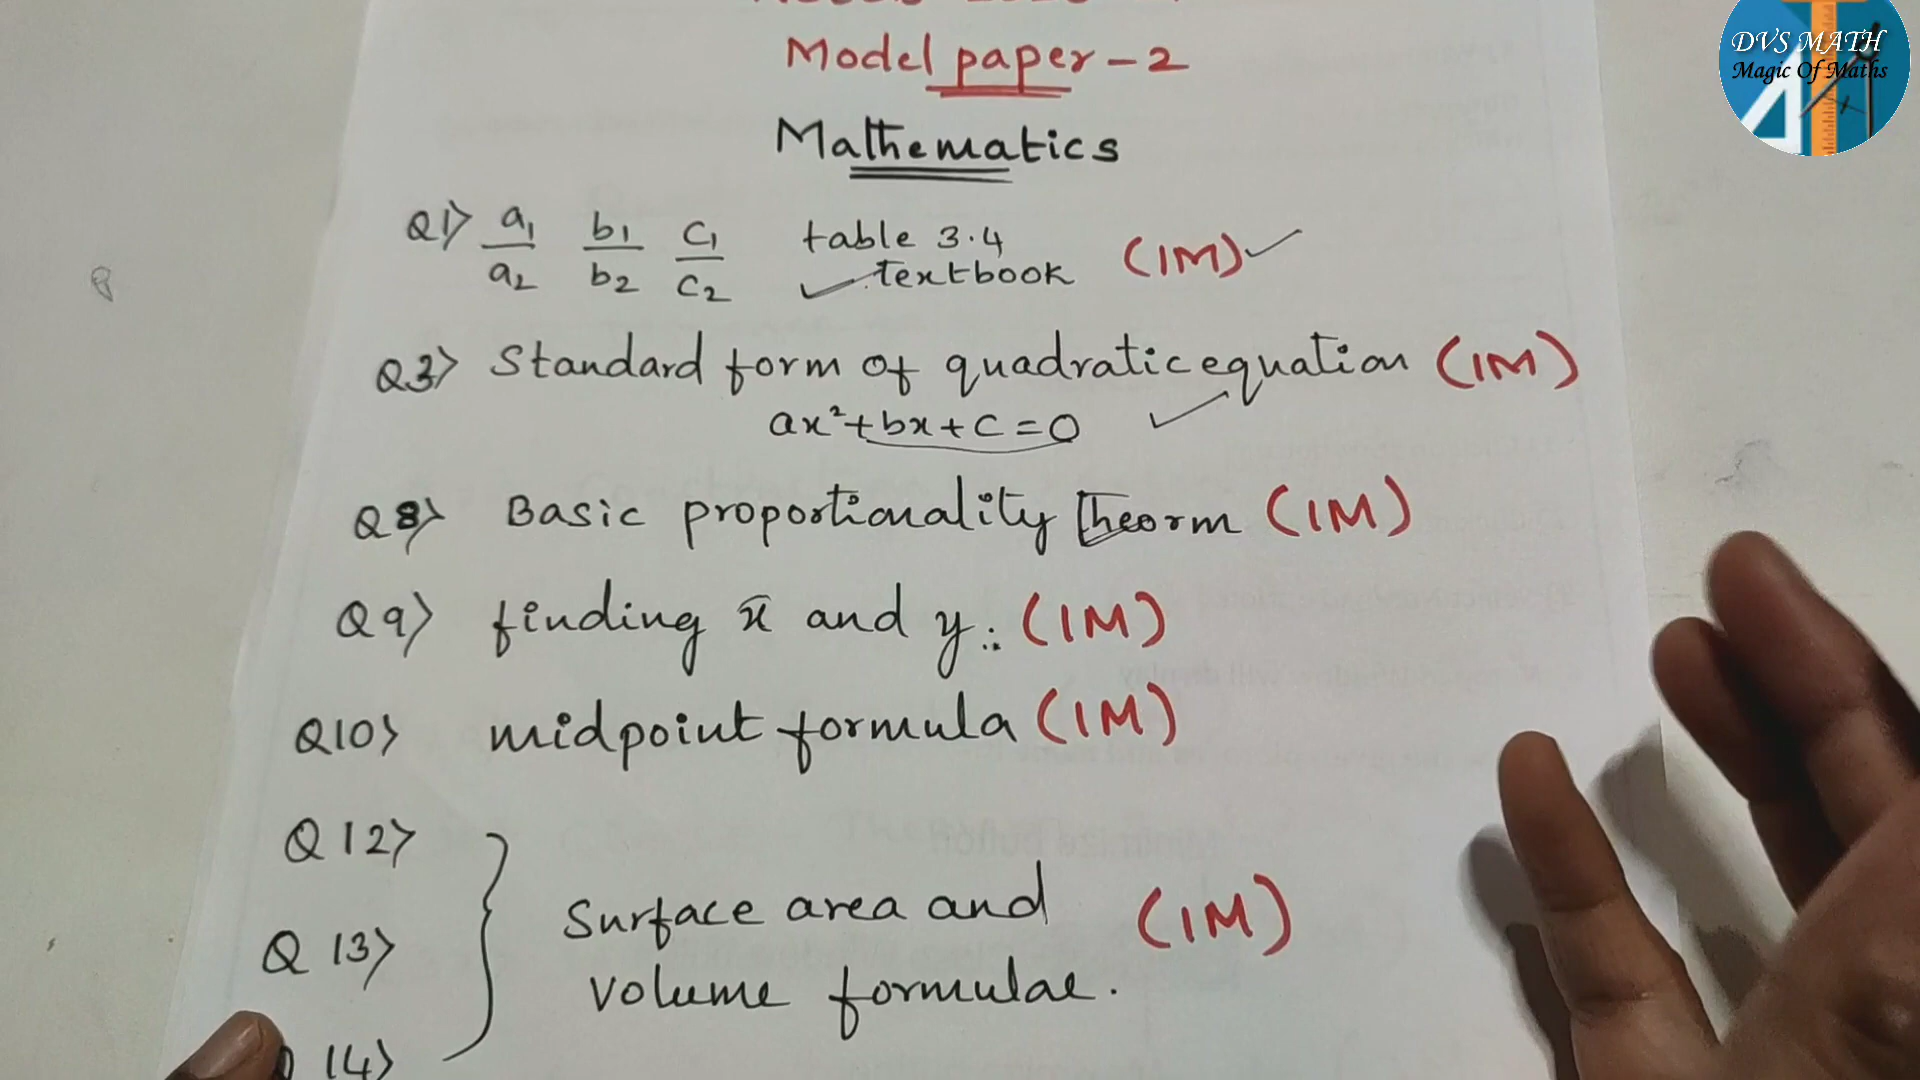 Model paper - 2
Mathematics
Q1) a1/a2 b1/b2 c1/c2 table 3.4 textbook (1M)
Q3) Standard form of quadratic equation (1M)
ax²+bx+c=0
Q8) Basic proportionality theorm (1M)
Q9) finding x and y: (1M)
Q10) midpoint formula (1M)
Q12)
Q13)
14)
Surface area and
volume formulae.
(1M)
DVS MATH
Magic Of Maths